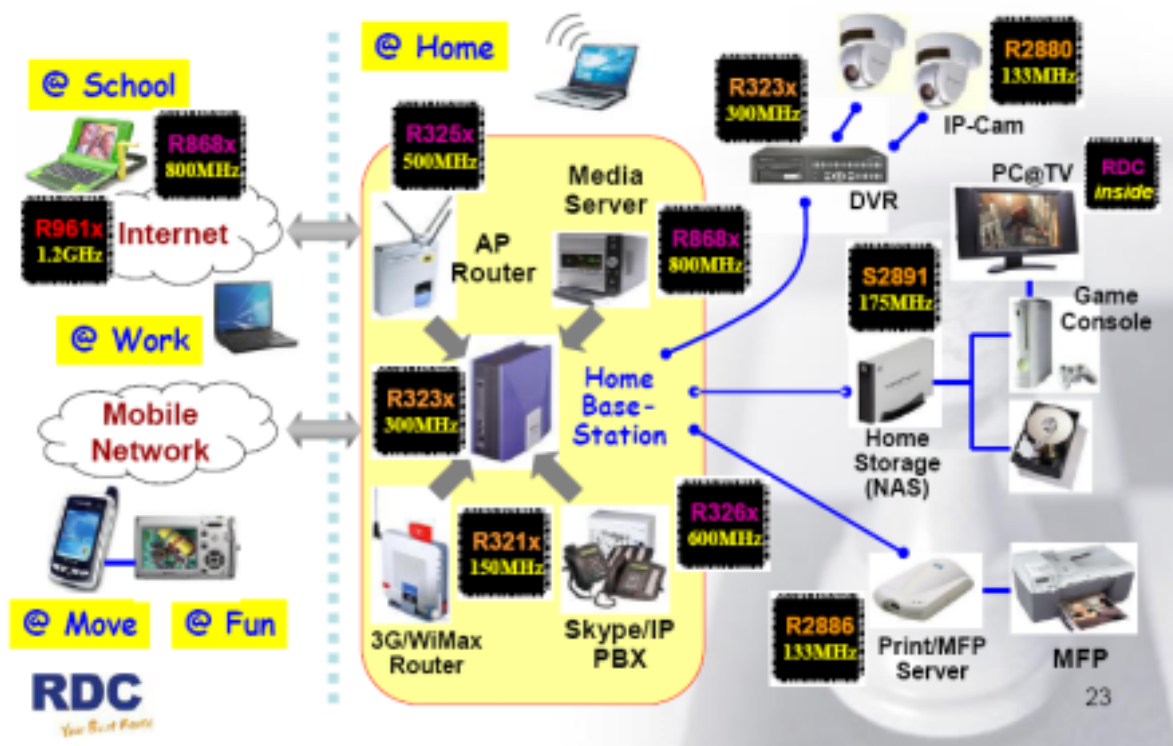 @ School
R868x
800MHz
R961x
1.2GHz
Internet
@ Work
Mobile
Network
@ Move
@ Fun
RDC
Your Best Route
@ Home
R325x
500MHz
AP
Router
Media
Server
R868x
800MHz
R323x
300MHz
Home
Base-
Station
R321x
150MHz
3G/WiMax
Router
Skype/IP
PBX
R326x
600MHz
R323x
300MHz
DVR
R2880
133MHz
IP-Cam
PC@TV
RDC
inside
S2891
175MHz
Game
Console
Home
Storage
(NAS)
R2886
133MHz
Print/MFP
Server
MFP
23